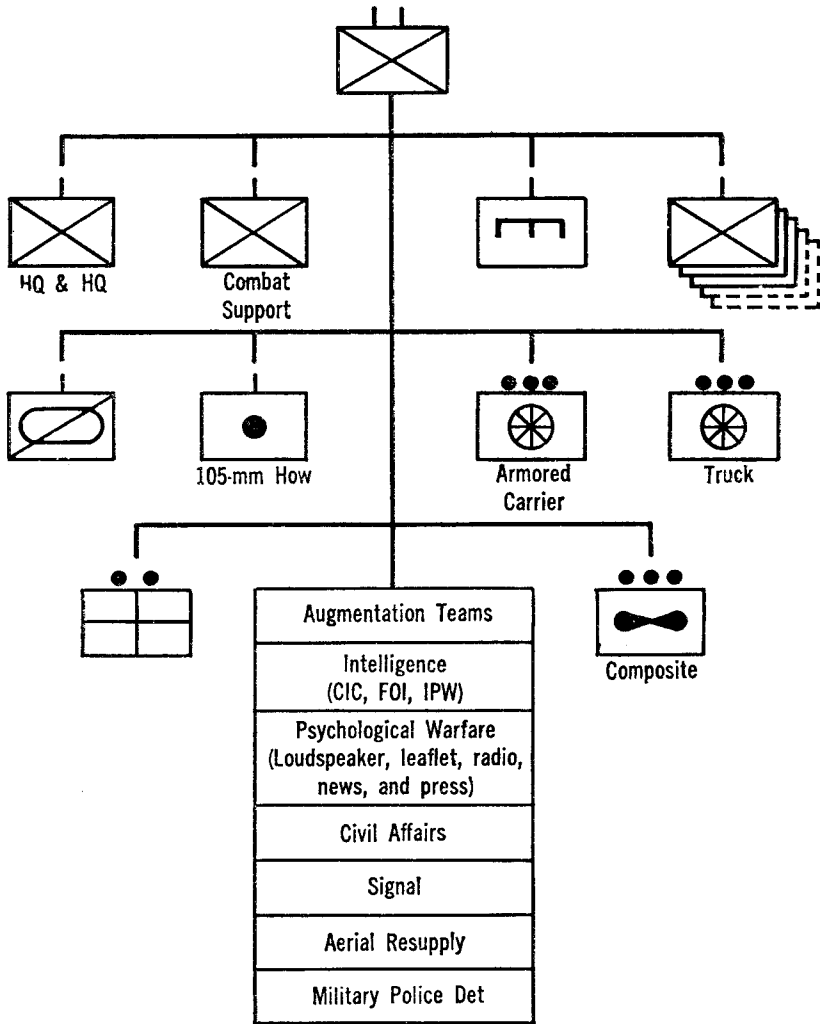 HQ & HQ
Combat
Support
105-mm How
Armored
Carrier
Truck
Augmentation Teams
Intelligence
(CIC, FOI, IPW)
Psychological Warfare
(Loudspeaker, leaflet, radio,
news, and press)
Civil Affairs
Signal
Aerial Resupply
Military Police Det
Composite